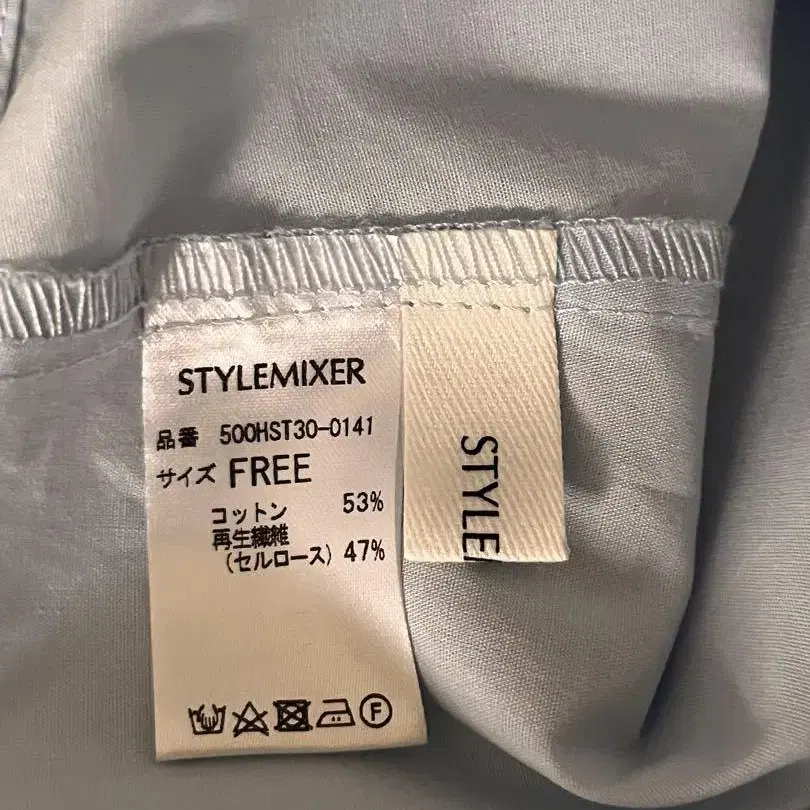 STYLEMIXER
品番 500HST30-0141
サイズ FREE
コットン 53%
再生繊維
(セルロース) 47%
F
STYLE